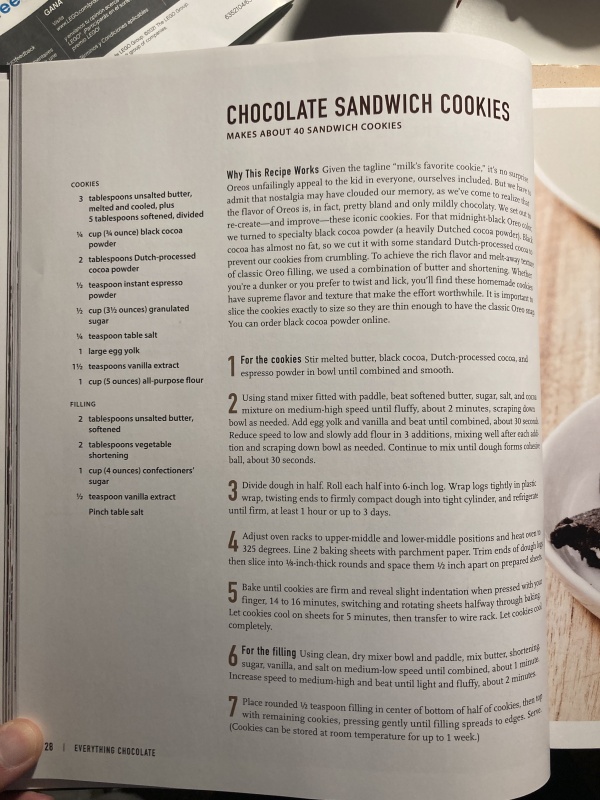 GANA
www.LEGO.com/pro
Términos y Condiciones aplicables
CHOCOLATE SANDWICH COOKIES
MAKES ABOUT 40 SANDWICH COOKIES
COOKIES
3 tablespoons unsalted butter,
melted and cooled, plus
5 tablespoons softened, divided
¼ cup (¾ ounce) black cocoa
powder
2 tablespoons Dutch-processed
cocoa powder
½ teaspoon instant espresso
powder
½ cup (3½ ounces) granulated
sugar
¼ teaspoon table salt
1 large egg yolk
1½ teaspoons vanilla extract
1 cup (5 ounces) all-purpose flour
FILLING
2 tablespoons unsalted butter,
softened
2 tablespoons vegetable
shortening
1 cup (4 ounces) confectioners'
sugar
½ teaspoon vanilla extract
Pinch table salt
Why This Recipe Works Given the tagline "milk's favorite cookie," it's no surprise
Oreos unfailingly appeal to the kid in everyone, ourselves included. But we have to
admit that nostalgia may have clouded our memory, as we've come to realize that
the flavor of Oreos is, in fact, pretty bland and only mildly chocolaty. We set out to
re-create—and improve—these iconic cookies. For that midnight-black Oreo color,
we turned to specialty black cocoa powder (a heavily Dutched cocoa powder). Black
cocoa has almost no fat, so we cut it with some standard Dutch-processed cocoa to
prevent our cookies from crumbling. To achieve the rich flavor and melt-away texture
of classic Oreo filling, we used a combination of butter and shortening. Whether
you're a dunker or you prefer to twist and lick, you'll find these homemade cookies
have supreme flavor and texture that make the effort worthwhile. It is important to
slice the cookies exactly to size so they are thin enough to have the classic Oreo snap.
You can order black cocoa powder online.
1 For the cookies Stir melted butter, black cocoa, Dutch-processed cocoa, and
espresso powder in bowl until combined and smooth.
2 Using stand mixer fitted with paddle, beat softened butter, sugar, salt, and cocoa
mixture on medium-high speed until fluffy, about 2 minutes, scraping down
bowl as needed. Add egg yolk and vanilla and beat until combined, about 30 seconds.
Reduce speed to low and slowly add flour in 3 additions, mixing well after each addi-
tion and scraping down bowl as needed. Continue to mix until dough forms cohesive
ball, about 30 seconds.
3 Divide dough in half. Roll each half into 6-inch log. Wrap logs tightly in plastic
wrap, twisting ends to firmly compact dough into tight cylinder, and refrigerate
until firm, at least 1 hour or up to 3 days.
4 Adjust oven racks to upper-middle and lower-middle positions and heat oven to
325 degrees. Line 2 baking sheets with parchment paper. Trim ends of dough logs
then slice into ⅛-inch-thick rounds and space them ½ inch apart on prepared sheets.
5 Bake until cookies are firm and reveal slight indentation when pressed with your
finger, 14 to 16 minutes, switching and rotating sheets halfway through baking.
Let cookies cool on sheets for 5 minutes, then transfer to wire rack. Let cookies cool
completely.
6 For the filling Using clean, dry mixer bowl and paddle, mix butter, shortening,
sugar, vanilla, and salt on medium-low speed until combined, about 1 minute.
Increase speed to medium-high and beat until light and fluffy, about 2 minutes.
7 Place rounded ½ teaspoon filling in center of bottom of half of cookies, then top
with remaining cookies, pressing gently until filling spreads to edges. Serve.
(Cookies can be stored at room temperature for up to 1 week.)
28 | EVERYTHING CHOCOLATE